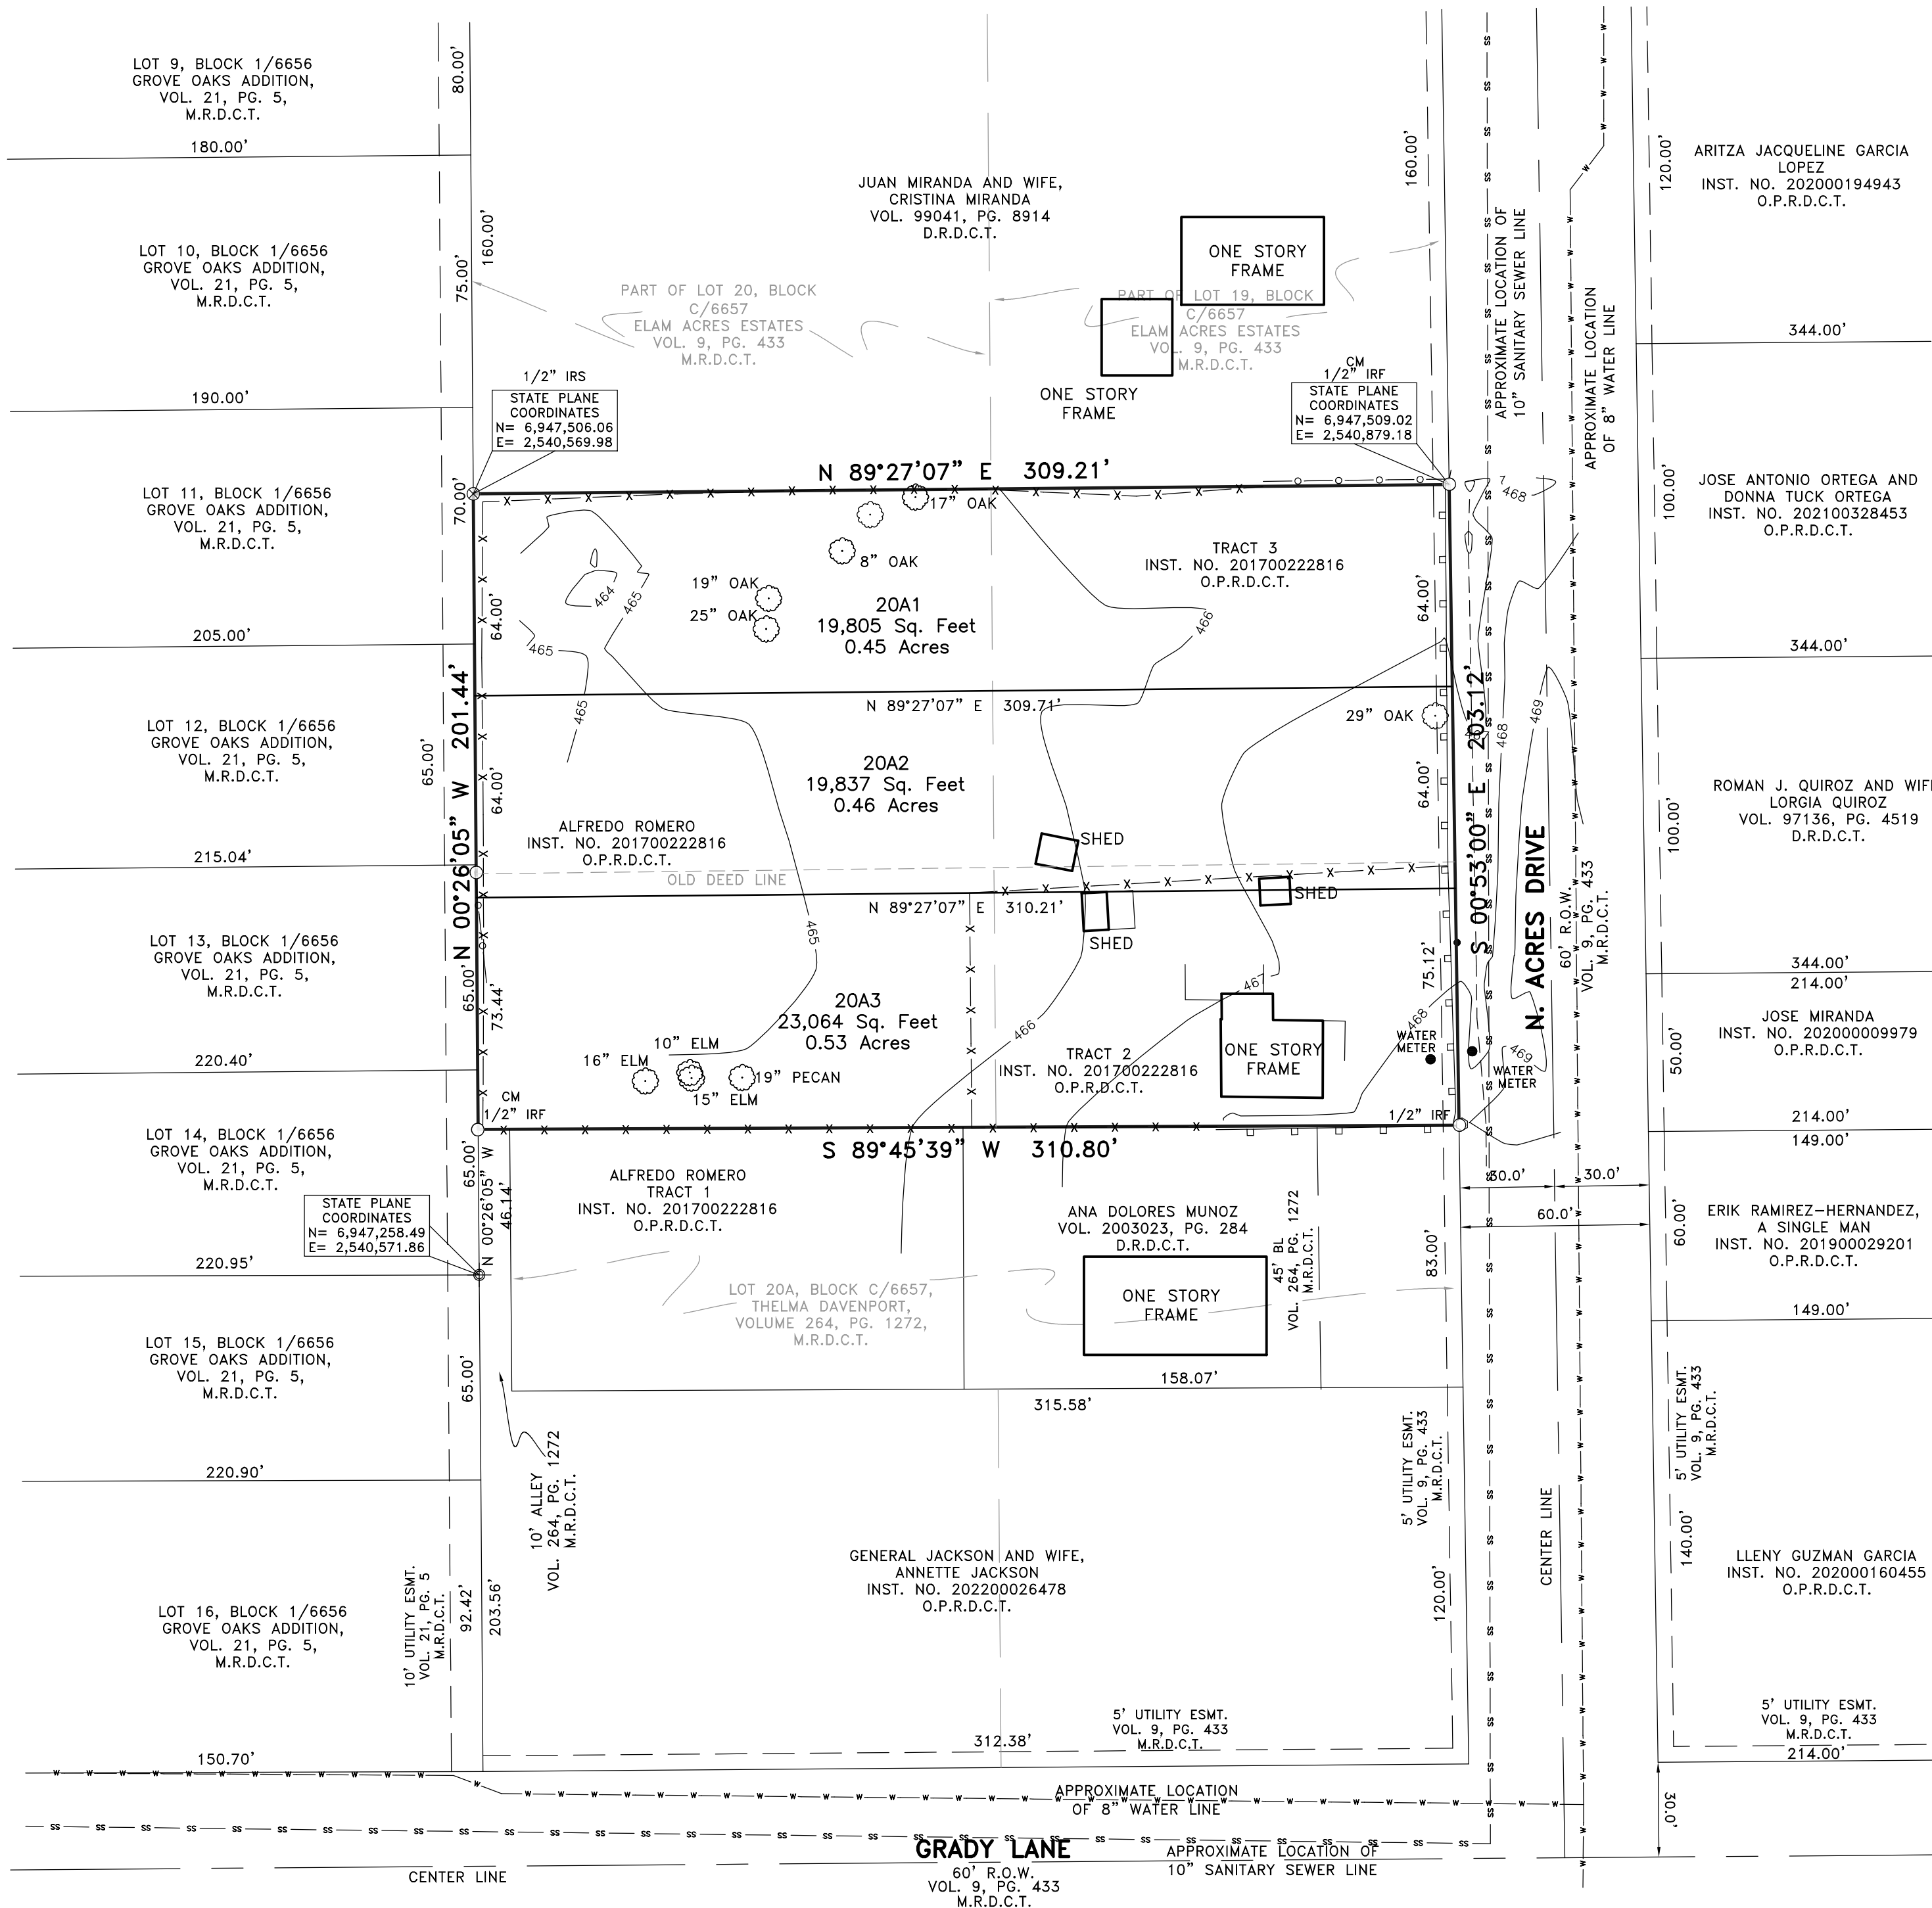 LOT 9, BLOCK 1/6656
GROVE OAKS ADDITION,
VOL. 21, PG. 5,
M.R.D.C.T.
180.00'
80.00'
LOT 10, BLOCK 1/6656
GROVE OAKS ADDITION,
VOL. 21, PG. 5,
M.R.D.C.T.
75.00'
160.00'
190.00'
LOT 11, BLOCK 1/6656
GROVE OAKS ADDITION,
VOL. 21, PG. 5,
M.R.D.C.T.
70.00'
205.00'
LOT 12, BLOCK 1/6656
GROVE OAKS ADDITION,
VOL. 21, PG. 5,
M.R.D.C.T.
65.00'
215.04'
LOT 13, BLOCK 1/6656
GROVE OAKS ADDITION,
VOL. 21, PG. 5,
M.R.D.C.T.
65.00'
220.40'
LOT 14, BLOCK 1/6656
GROVE OAKS ADDITION,
VOL. 21, PG. 5,
M.R.D.C.T.
65.00'
STATE PLANE
COORDINATES
N= 6,947,258.49
E= 2,540,571.86
220.95'
LOT 15, BLOCK 1/6656
GROVE OAKS ADDITION,
VOL. 21, PG. 5,
M.R.D.C.T.
65.00'
220.90'
LOT 16, BLOCK 1/6656
GROVE OAKS ADDITION,
VOL. 21, PG. 5,
M.R.D.C.T.
10' UTILITY ESMT.
VOL. 21, PG. 5
M.R.D.C.T.
92.42'
203.56'
150.70'
JUAN MIRANDA AND WIFE,
CRISTINA MIRANDA
VOL. 99041, PG. 8914
D.R.D.C.T.
ONE STORY
FRAME
PART OF LOT 20, BLOCK
C/6657
ELAM ACRES ESTATES
VOL. 9, PG. 433
M.R.D.C.T.
PART OF LOT 19, BLOCK
C/6657
ELAM ACRES ESTATES
VOL. 9, PG. 433
M.R.D.C.T.
ONE STORY
FRAME
160.00'
1/2" IRS
STATE PLANE
COORDINATES
N= 6,947,506.06
E= 2,540,569.98
CM
1/2" IRF
STATE PLANE
COORDINATES
N= 6,947,509.02
E= 2,540,879.18
N 89°27'07" E 309.21'
17" OAK
8" OAK
19" OAK
25" OAK
464
465
465
465
466
468
TRACT 3
INST. NO. 201700222816
O.P.R.D.C.T.
20A1
19,805 Sq. Feet
0.45 Acres
64.00'
64.00'
N 89°27'07" E 309.71'
29" OAK
N 00°26'05" W 201.44'
S 00°53'00" E 203.12'
20A2
19,837 Sq. Feet
0.46 Acres
64.00'
64.00'
ALFREDO ROMERO
INST. NO. 201700222816
O.P.R.D.C.T.
OLD DEED LINE
SHED
SHED
SHED
N 89°27'07" E 310.21'
465
466
467
468
468
469
469
20A3
23,064 Sq. Feet
0.53 Acres
73.44'
75.12'
10" ELM
16" ELM
15" ELM
19" PECAN
TRACT 2
INST. NO. 201700222816
O.P.R.D.C.T.
ONE STORY
FRAME
WATER
METER
WATER
METER
CM
1/2" IRF
1/2" IRF
S 89°45'39" W 310.80'
N 00°26'05" W
46.14'
ALFREDO ROMERO
TRACT 1
INST. NO. 201700222816
O.P.R.D.C.T.
ANA DOLORES MUNOZ
VOL. 2003023, PG. 284
D.R.D.C.T.
45' BL
VOL. 264, PG. 1272
M.R.D.C.T.
83.00'
LOT 20A, BLOCK C/6657,
THELMA DAVENPORT,
VOLUME 264, PG. 1272,
M.R.D.C.T.
ONE STORY
FRAME
158.07'
315.58'
10' ALLEY
VOL. 264, PG. 1272
M.R.D.C.T.
5' UTILITY ESMT.
VOL. 9, PG. 433
M.R.D.C.T.
120.00'
GENERAL JACKSON AND WIFE,
ANNETTE JACKSON
INST. NO. 202200026478
O.P.R.D.C.T.
5' UTILITY ESMT.
VOL. 9, PG. 433
M.R.D.C.T.
312.38'
APPROXIMATE LOCATION
OF 8" WATER LINE
GRADY LANE
60' R.O.W.
VOL. 9, PG. 433
M.R.D.C.T.
APPROXIMATE LOCATION OF
10" SANITARY SEWER LINE
CENTER LINE
APPROXIMATE LOCATION OF
10" SANITARY SEWER LINE
APPROXIMATE LOCATION
OF 8" WATER LINE
N. ACRES DRIVE
60' R.O.W.
VOL. 9, PG. 433
M.R.D.C.T.
30.0'
30.0'
60.0'
CENTER LINE
120.00'
ARITZA JACQUELINE GARCIA
LOPEZ
INST. NO. 202000194943
O.P.R.D.C.T.
344.00'
100.00'
JOSE ANTONIO ORTEGA AND
DONNA TUCK ORTEGA
INST. NO. 202100328453
O.P.R.D.C.T.
344.00'
100.00'
ROMAN J. QUIROZ AND
LORGIA QUIROZ
VOL. 97136, PG. 4519
D.R.D.C.T.
344.00'
214.00'
50.00'
JOSE MIRANDA
INST. NO. 202000009979
O.P.R.D.C.T.
214.00'
149.00'
60.00'
ERIK RAMIREZ-HERNANDEZ,
A SINGLE MAN
INST. NO. 201900029201
O.P.R.D.C.T.
149.00'
5' UTILITY ESMT.
VOL. 9, PG. 433
M.R.D.C.T.
140.00'
LLENY GUZMAN GARCIA
INST. NO. 202000160455
O.P.R.D.C.T.
5' UTILITY ESMT.
VOL. 9, PG. 433
M.R.D.C.T.
214.00'
30.0'